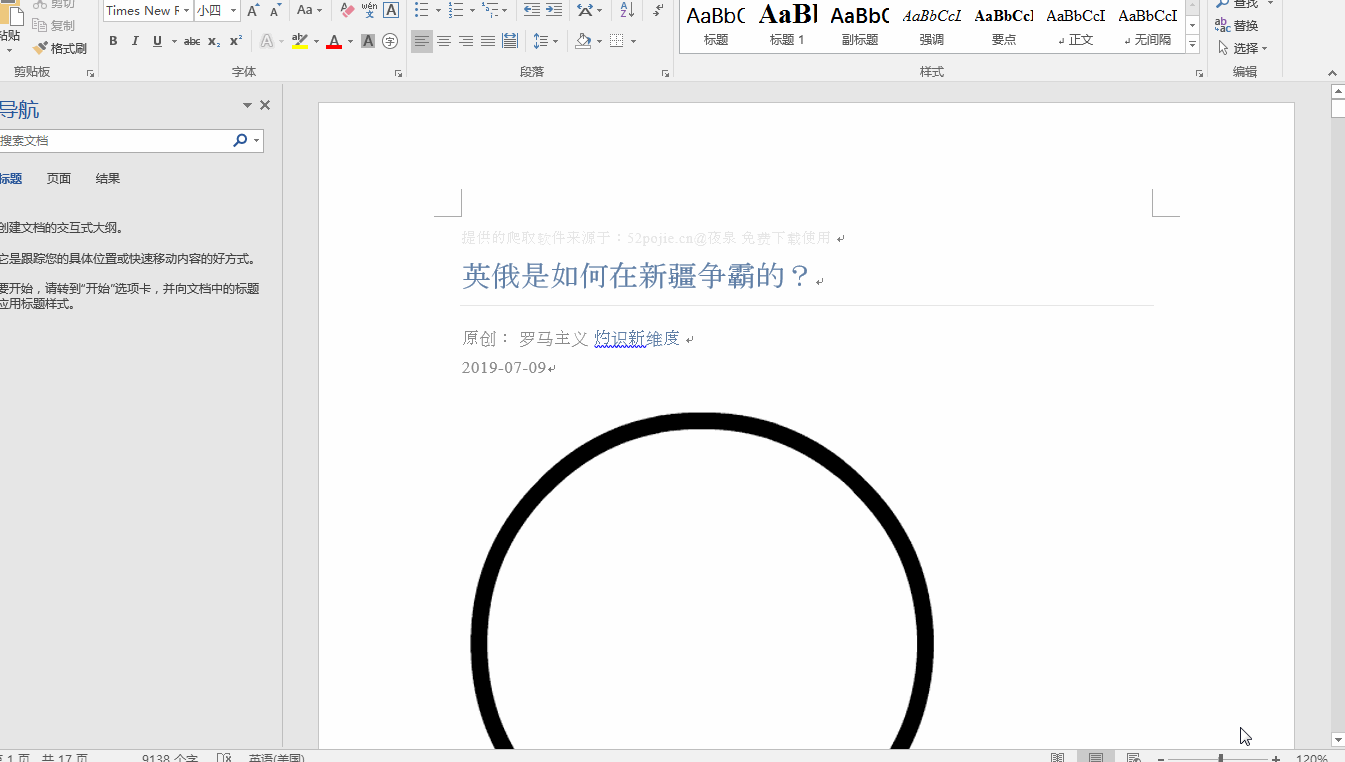 剪切
粘贴
复制
格式刷
剪贴板
Times New R
小四
Aa
wén
文
A
B I U abc x₂ x²
A aby A A 字
字体
段落
AaBbC AaBl AaBbC AaBbCcI AaBbCcI AaBbCcI AaBbCcI
标题 标题 1 副标题 强调 要点 ↲正文 ↲无间隔
样式
查找
替换
选择
编辑
导航
搜索文档
标题 页面 结果
创建文档的交互式大纲。
它是跟踪您的具体位置或快速移动内容的好方式。
要开始，请转到“开始”选项卡，并向文档中的标题
应用标题样式。
提供的爬取软件来源于：52pojie.cn@夜泉 免费下载使用
英俄是如何在新疆争霸的？
原创： 罗马主义 灼识新维度
2019-07-09
第 1 页，共 17 页 9138 个字 英语(美国) 120%